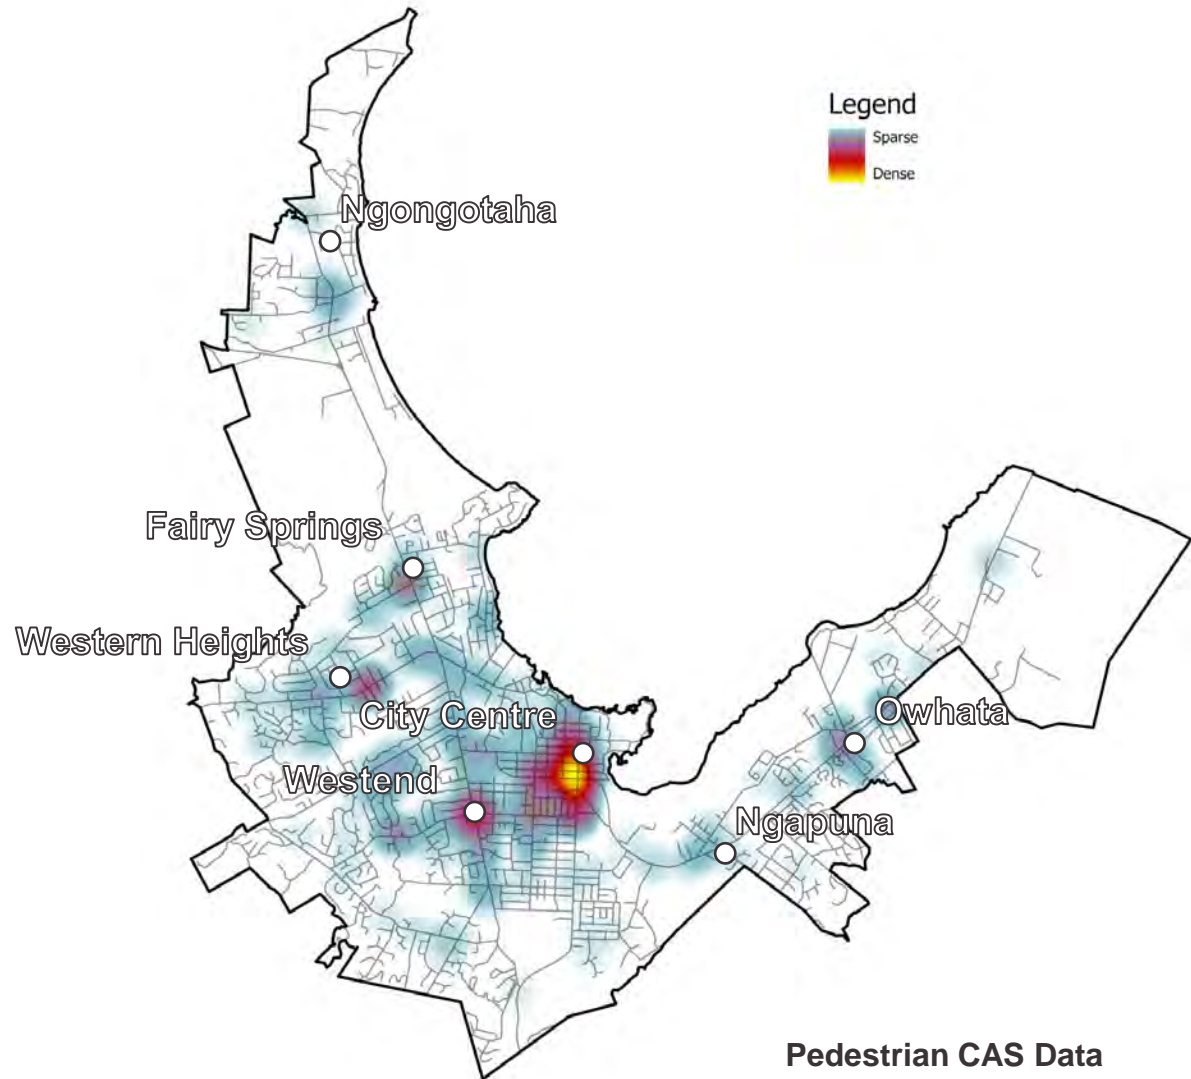 Legend
Sparse
Dense
Ngongotaha
Fairy Springs
Western Heights
City Centre
Owhata
Westend
Ngapuna
Pedestrian CAS Data